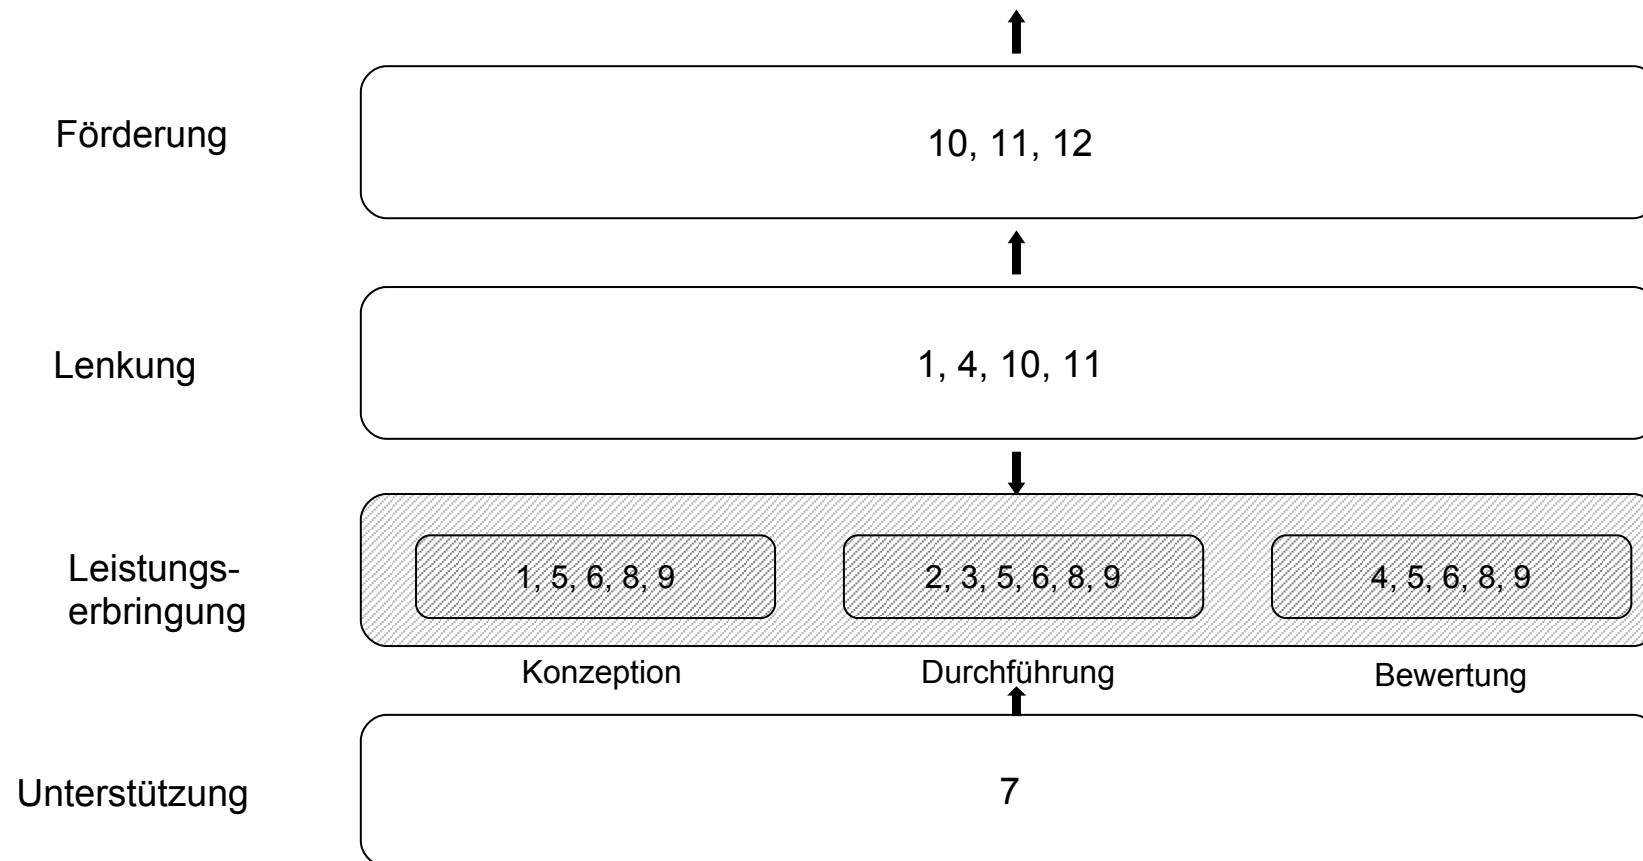 Förderung
10, 11, 12
Lenkung
1, 4, 10, 11
Leistungs-
erbringung
1, 5, 6, 8, 9
2, 3, 5, 6, 8, 9
4, 5, 6, 8, 9
Konzeption
Durchführung
Bewertung
Unterstützung
7